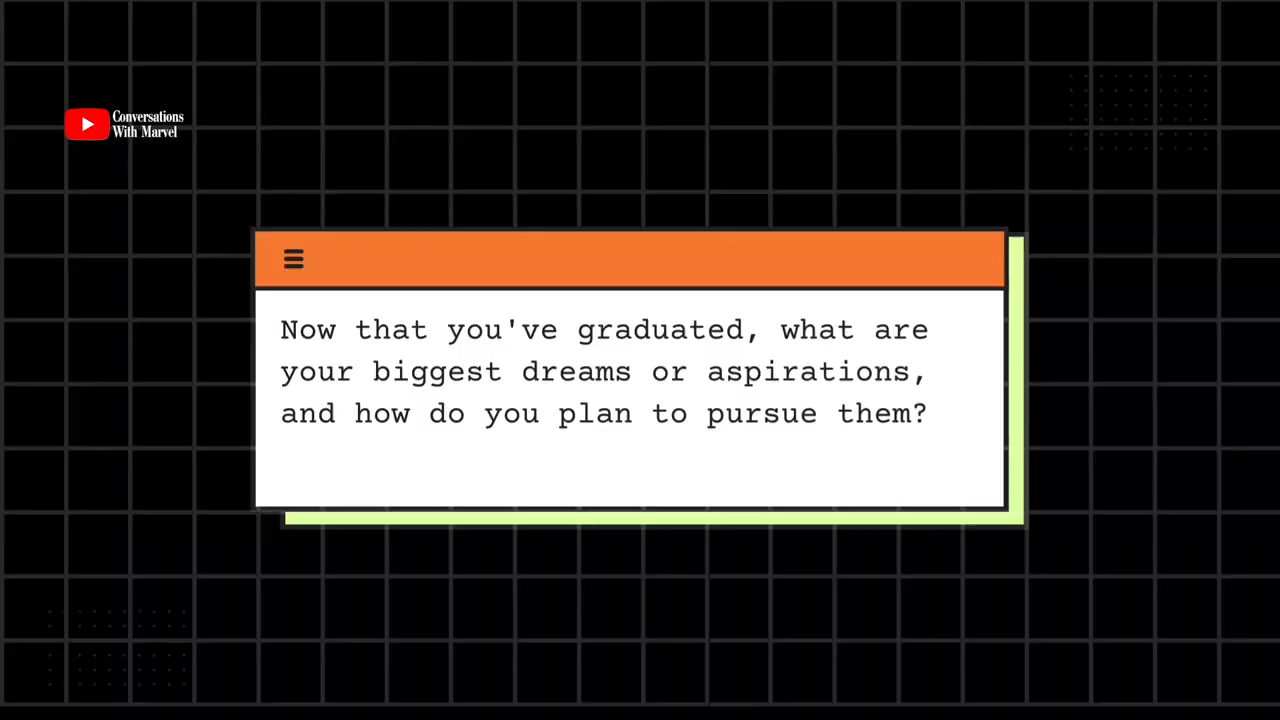 Conversations
With Marvel
Now that you've graduated, what are
your biggest dreams or aspirations,
and how do you plan to pursue them?